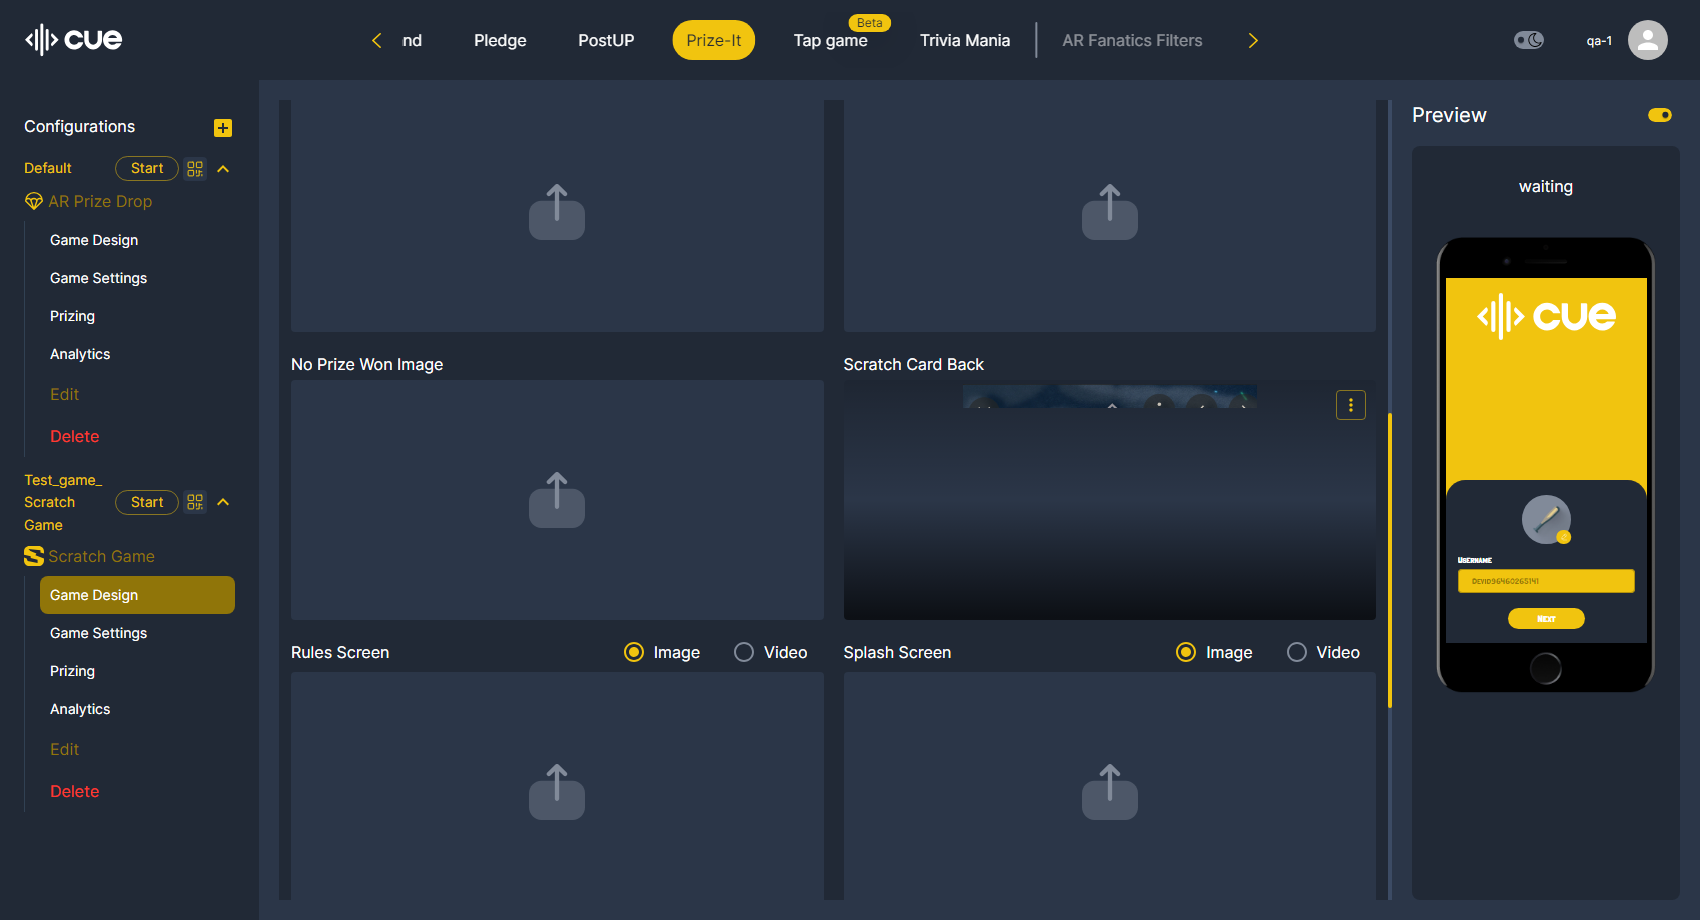 cue
nd
Pledge
PostUP
Prize-It
Beta
Tap game
Trivia Mania
AR Fanatics Filters
qa-1
Configurations
Default
Start
AR Prize Drop
Game Design
Game Settings
Prizing
Analytics
Edit
Delete
Test_game_
Scratch
Game
Start
Scratch Game
Game Design
Game Settings
Prizing
Analytics
Edit
Delete
No Prize Won Image
Scratch Card Back
Rules Screen
Image
Video
Splash Screen
Image
Video
Preview
waiting
cue
Username
Devid96460265141
Next